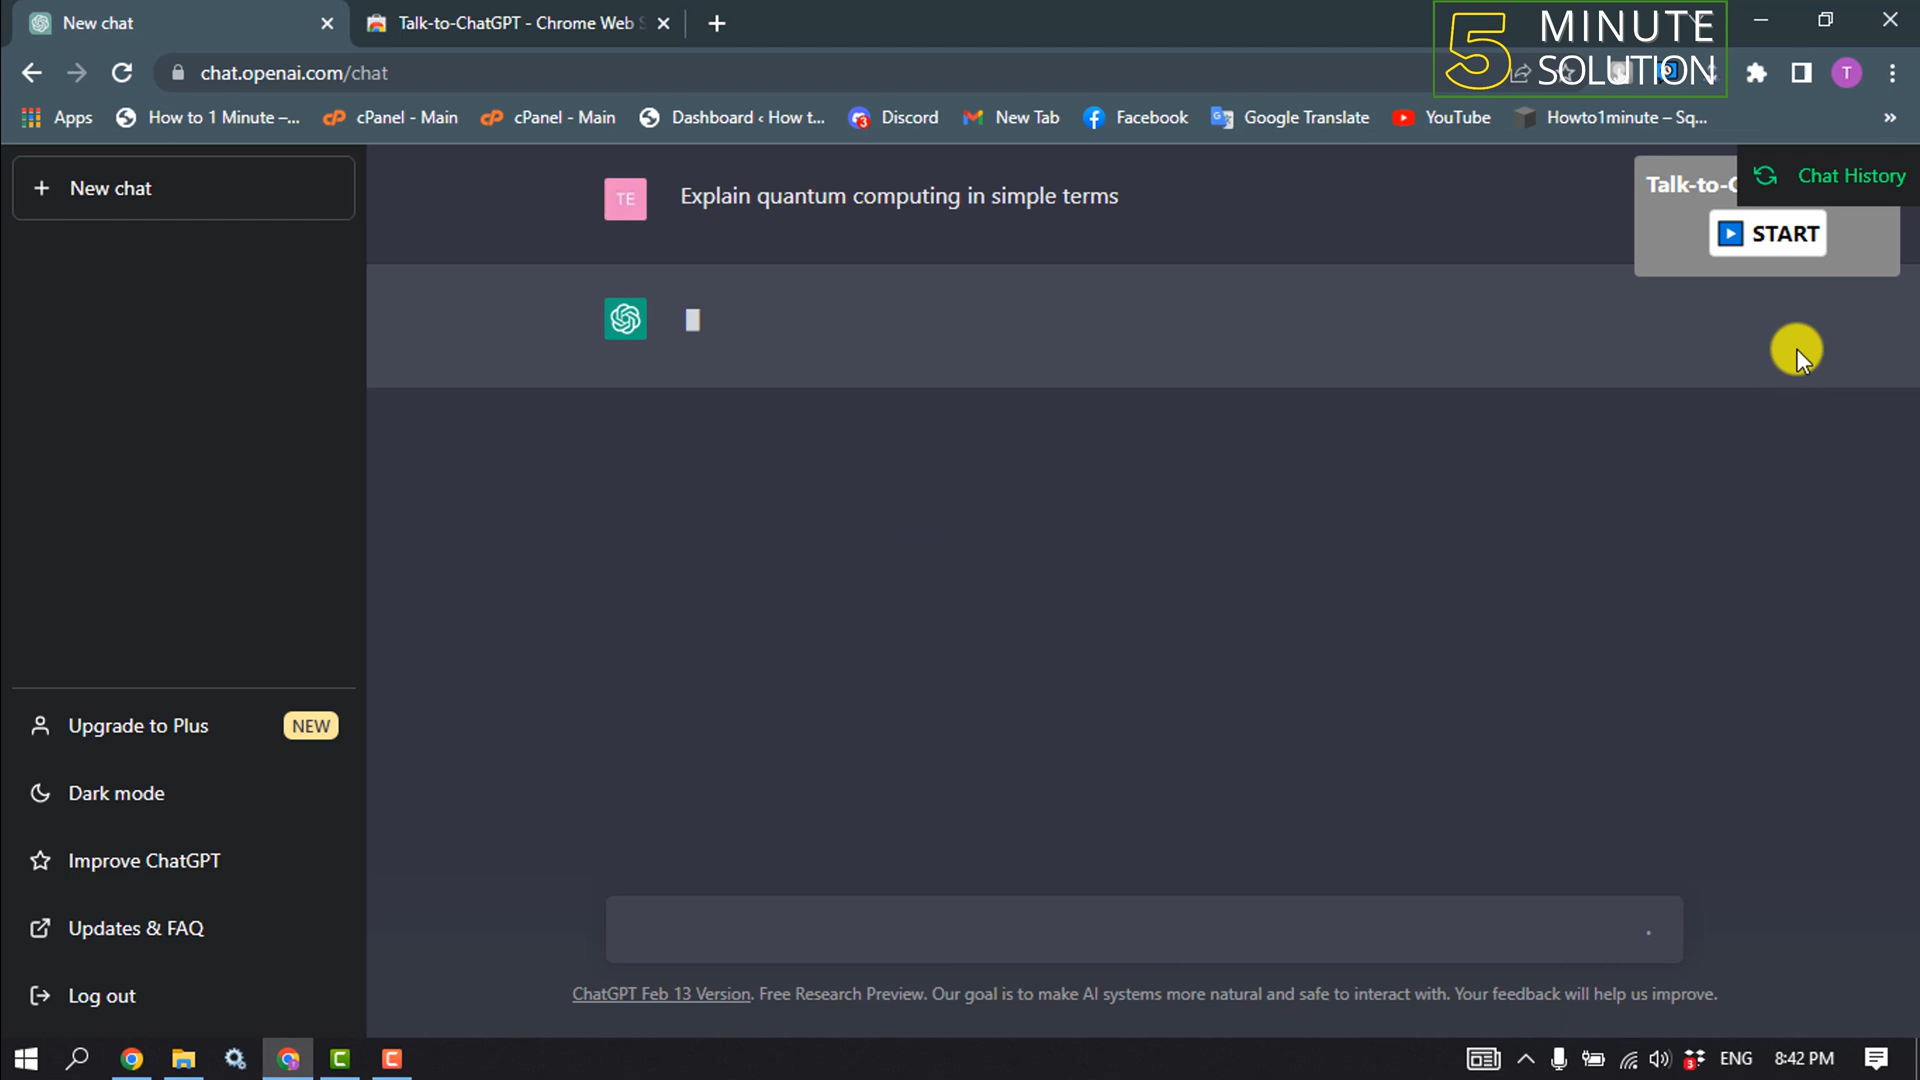 New chat
Talk-to-ChatGPT - Chrome Web
5 MINUTE
SOLUTION
chat.openai.com/chat
T
Apps
How to 1 Minute –...
cPanel - Main
cPanel - Main
Dashboard ‹ How t...
Discord
New Tab
Facebook
Google Translate
YouTube
Howto1minute – Sq...
»
New chat
TE
Explain quantum computing in simple terms
Talk-to-C
Chat History
START
Upgrade to Plus
NEW
Dark mode
Improve ChatGPT
Updates & FAQ
Log out
ChatGPT Feb 13 Version. Free Research Preview. Our goal is to make AI systems more natural and safe to interact with. Your feedback will help us improve.
3
ENG
8:42 PM